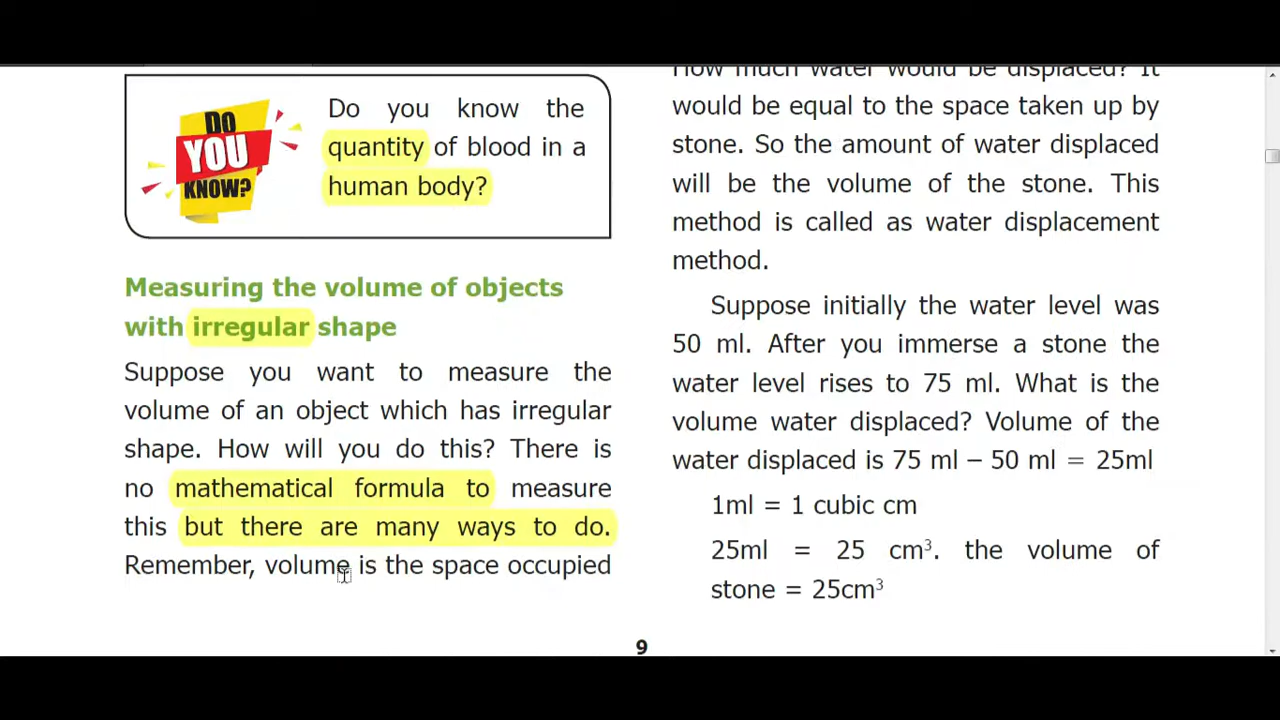 DO
YOU
KNOW?
Do you know the
quantity of blood in a
human body?
Measuring the volume of objects
with irregular shape
Suppose you want to measure the
volume of an object which has irregular
shape. How will you do this? There is
no mathematical formula to measure
this but there are many ways to do.
Remember, volume is the space occupied
How much water would be displaced? It
would be equal to the space taken up by
stone. So the amount of water displaced
will be the volume of the stone. This
method is called as water displacement
method.
Suppose initially the water level was
50 ml. After you immerse a stone the
water level rises to 75 ml. What is the
volume water displaced? Volume of the
water displaced is 75 ml – 50 ml = 25ml
1ml = 1 cubic cm
25ml = 25 cm³. the volume of
stone = 25cm³
9